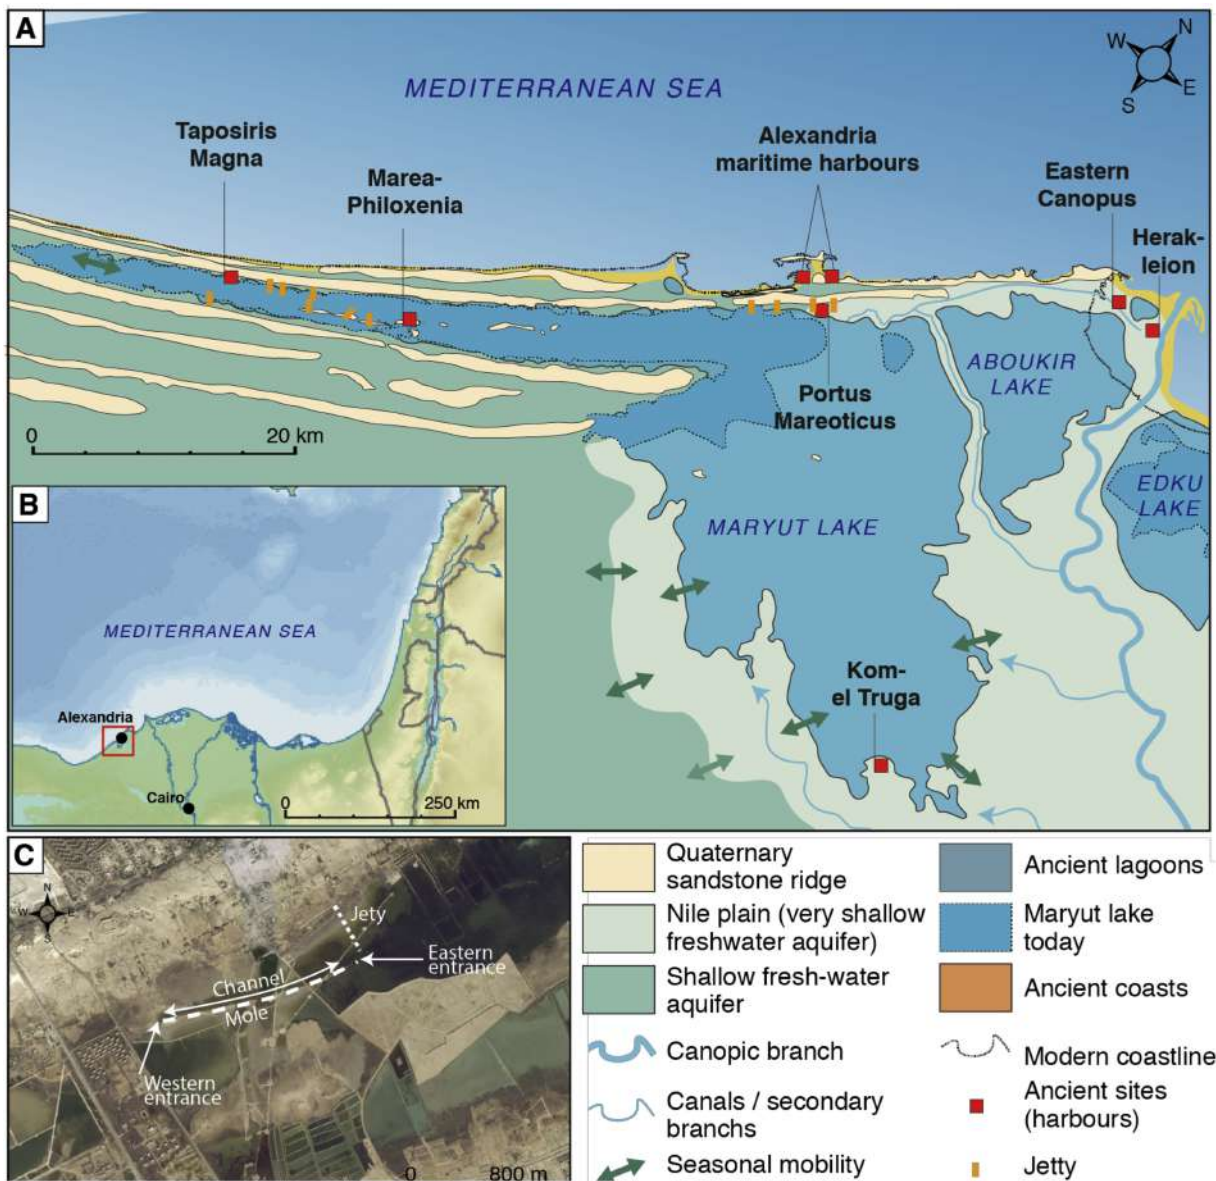 A
MEDITERRANEAN SEA
N
W
E
S
Taposiris
Magna
Marea-
Philoxenia
Alexandria
maritime harbours
Eastern
Canopus
Herak-
leion
ABOUKIR
LAKE
Portus
Mareoticus
EDKU
LAKE
MARYUT LAKE
Kom-
el Truga
0
20 km
B
MEDITERRANEAN SEA
Alexandria
Cairo
0
250 km
C
N
W
E
S
Jety
Eastern
entrance
Channel
Mole
Western
entrance
0
800 m
Quaternary
sandstone ridge
Nile plain (very shallow
freshwater aquifer)
Shallow fresh-water
aquifer
Canopic branch
Canals / secondary
branchs
Seasonal mobility
Ancient lagoons
Maryut lake
today
Ancient coasts
Modern coastline
Ancient sites
(harbours)
Jetty